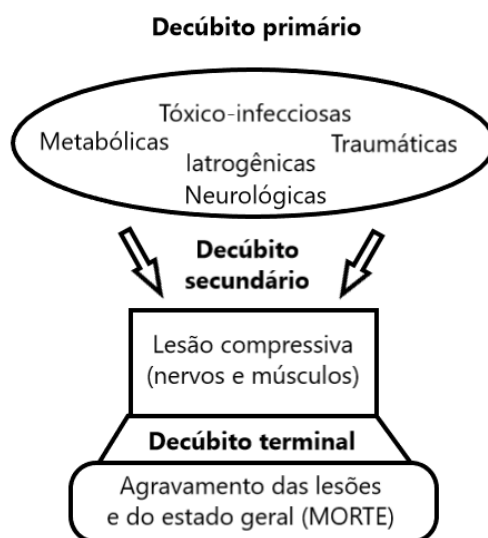 Decúbito primário
Tóxico-infecciosas
Metabólicas
Traumáticas
Iatrogênicas
Neurológicas
Decúbito
secundário
Lesão compressiva
(nervos e músculos)
Decúbito terminal
Agravamento das lesões
e do estado geral (MORTE)